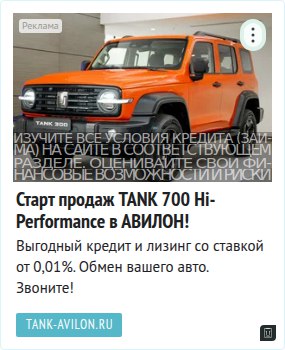 Реклама
TANK 300
ИЗУЧИТЕ ВСЕ УСЛОВИЯ КРЕДИТА (ЗАЙ-
МА) НА САЙТЕ В СООТВЕТСТВУЮЩЕМ
РАЗДЕЛЕ. ОЦЕНИВАЙТЕ СВОИ ФИ-
НАНСОВЫЕ ВОЗМОЖНОСТИ И РИСКИ
Старт продаж TANK 700 Hi-
Performance в АВИЛОН!
Выгодный кредит и лизинг со ставкой
от 0,01%. Обмен вашего авто.
Звоните!
TANK-AVILON.RU